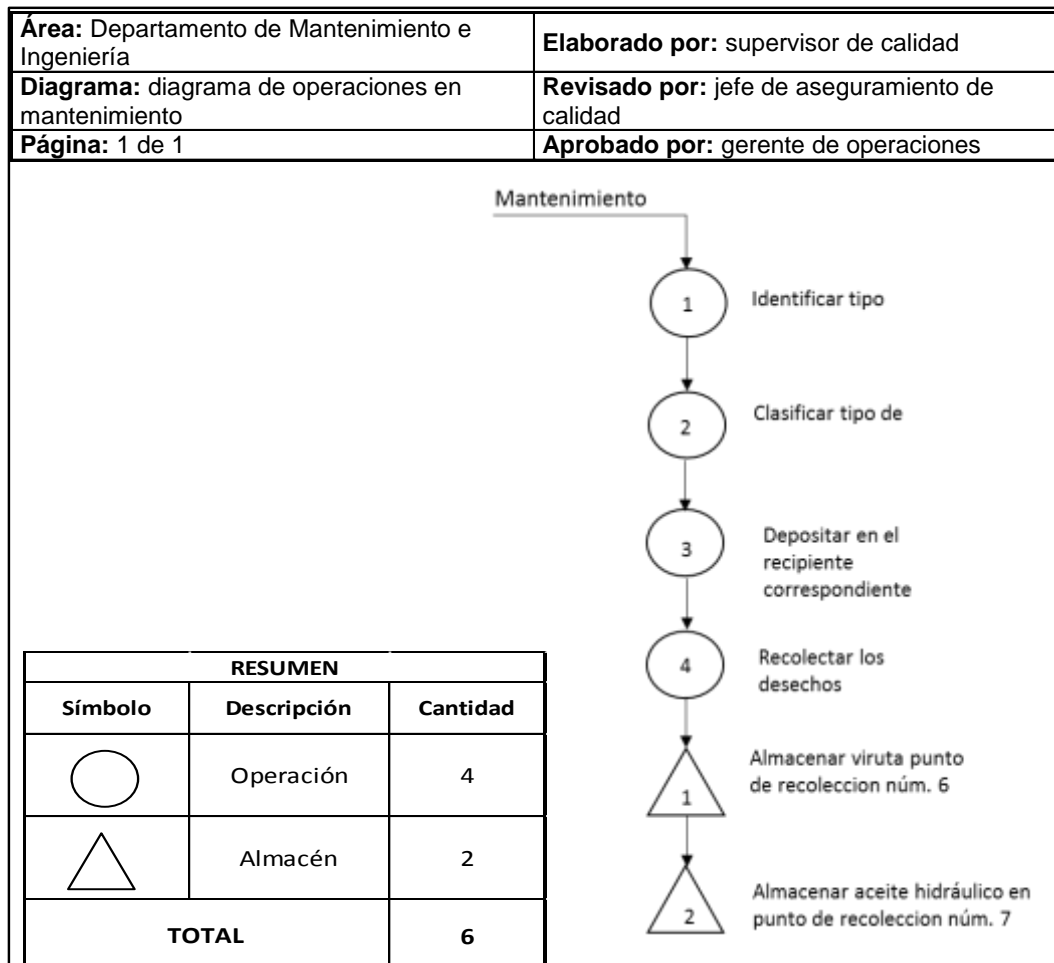 Área: Departamento de Mantenimiento e
Ingeniería
Elaborado por: supervisor de calidad
Diagrama: diagrama de operaciones en
mantenimiento
Revisado por: jefe de aseguramiento de
calidad
Página: 1 de 1
Aprobado por: gerente de operaciones
Mantenimiento
1
Identificar tipo
2
Clasificar tipo de
3
Depositar en el
recipiente
correspondiente
4
Recolectar los
desechos
1
Almacenar viruta punto
de recoleccion núm. 6
2
Almacenar aceite hidráulico en
punto de recoleccion núm. 7
RESUMEN
Símbolo Descripción Cantidad
Operación 4
Almacén 2
TOTAL 6